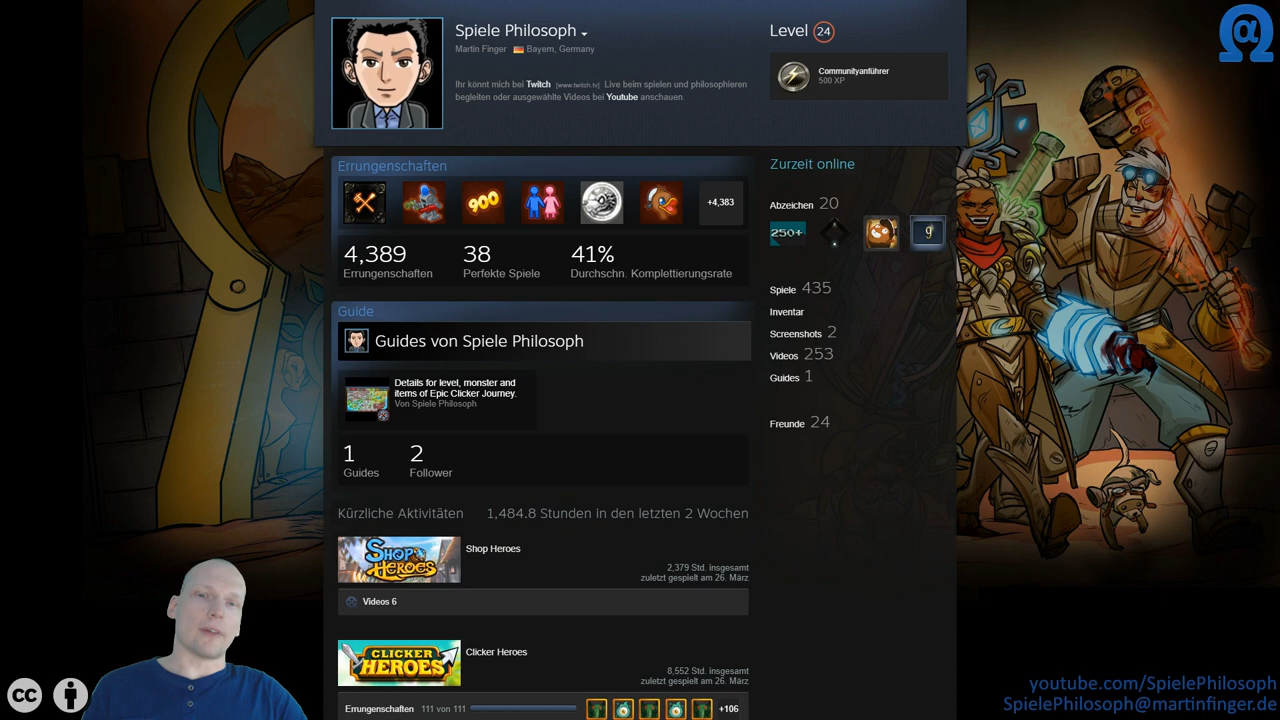 Spiele Philosoph
Martin Finger Bayern, Germany
Ihr könnt mich bei Twitch [www.twitch.tv] Live beim spielen und philosophieren
begleiten oder ausgewählte Videos bei Youtube anschauen.
Level 24
Communityanführer
500 XP
@
Errungenschaften
900
+4,383
4,389
38
41%
Errungenschaften
Perfekte Spiele
Durchschn. Komplettierungsrate
Zurzeit online
Abzeichen 20
250+
9
Spiele 435
Inventar
Screenshots 2
Videos 253
Guides 1
Freunde 24
Guide
Guides von Spiele Philosoph
Details for level, monster and
items of Epic Clicker Journey.
Von Spiele Philosoph
1
2
Guides
Follower
Kürzliche Aktivitäten
1,484.8 Stunden in den letzten 2 Wochen
SHOP HEROES
Shop Heroes
2,379 Std. insgesamt
zuletzt gespielt am 26. März
Videos 6
CLICKER HEROES
Clicker Heroes
8,552 Std. insgesamt
zuletzt gespielt am 26. März
Errungenschaften 111 von 111
+106
cc
youtube.com/SpielePhilosoph
SpielePhilosoph@martinfinger.de